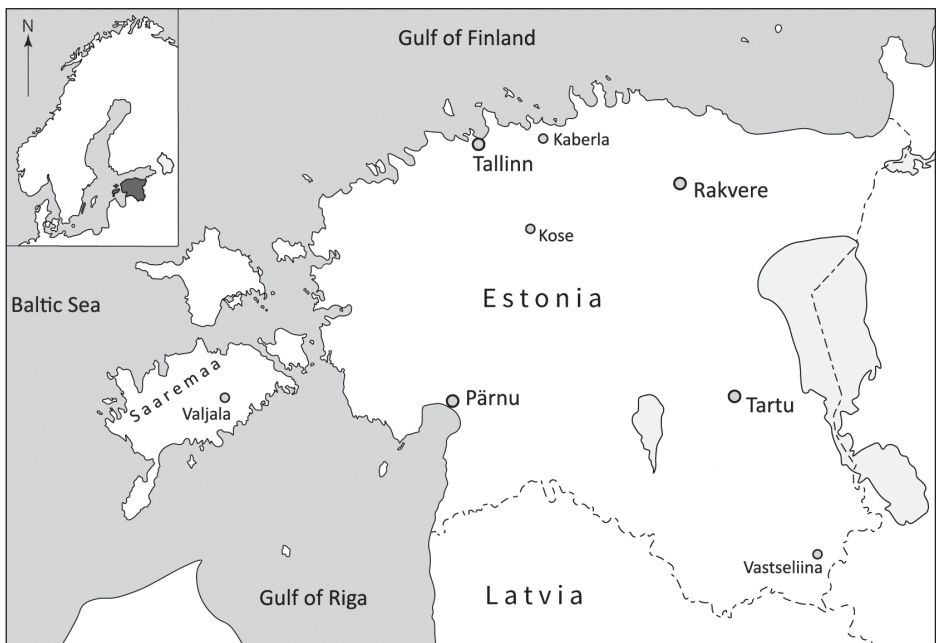 N
Gulf of Finland
Kaberla
Tallinn
Rakvere
Kose
Estonia
Baltic Sea
Saaremaa
Valjala
Pärnu
Tartu
Vastseliina
Gulf of Riga
Latvia